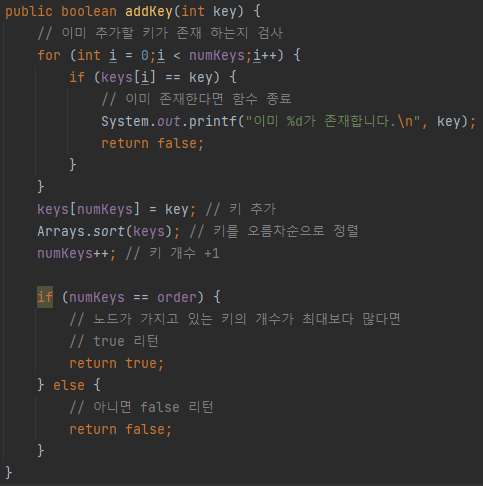 public boolean addKey(int key) {
    // 이미 추가할 키가 존재 하는지 검사
    for (int i = 0;i < numKeys;i++) {
        if (keys[i] == key) {
            // 이미 존재한다면 함수 종료
            System.out.printf("이미 %d가 존재합니다.\n", key);
            return false;
        }
    }
    keys[numKeys] = key; // 키 추가
    Arrays.sort(keys); // 키를 오름차순으로 정렬
    numKeys++; // 키 개수 +1

    if (numKeys == order) {
        // 노드가 가지고 있는 키의 개수가 최대보다 많다면
        // true 리턴
        return true;
    } else {
        // 아니면 false 리턴
        return false;
    }
}